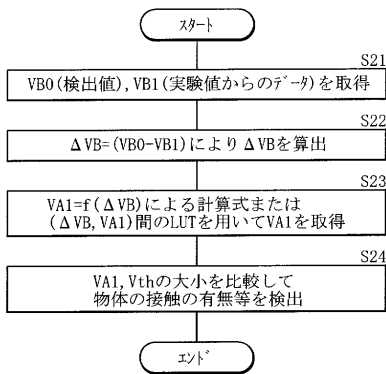 スタート
S21
VB0(検出値),VB1(実験値からのデータ)を取得
S22
ΔVB=(VB0-VB1)によりΔVBを算出
S23
VA1=f(ΔVB)による計算式または
(ΔVB,VA1)間のLUTを用いてVA1を取得
S24
VA1,Vthの大小を比較して
物体の接触の有無等を検出
エンド